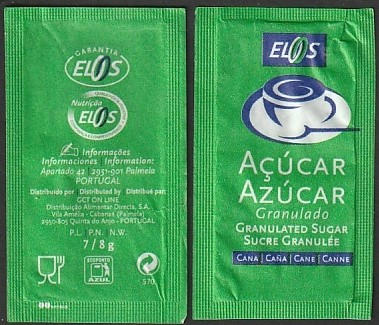 GARANTIA
ELOS
Nutrição
ELOS
Informações
Informaciones Information:
Apartado 42 2951-901 Palmela
PORTUGAL
Distribuido por Distributed by Distribué par:
GCT ON LINE
Distribuição Alimentar Directa, S.A.
Vila Amélia - Cabanas (Palmela)
2950-805 Quinta do Anjo - PORTUGAL
P.L. P.N. N.W.
7 / 8 g
ECOPONTO
AZUL
570
ELOS
AÇÚCAR
AZÚCAR
Granulado
GRANULATED SUGAR
SUCRE GRANULÉE
CANA CAÑA CANE CANNE